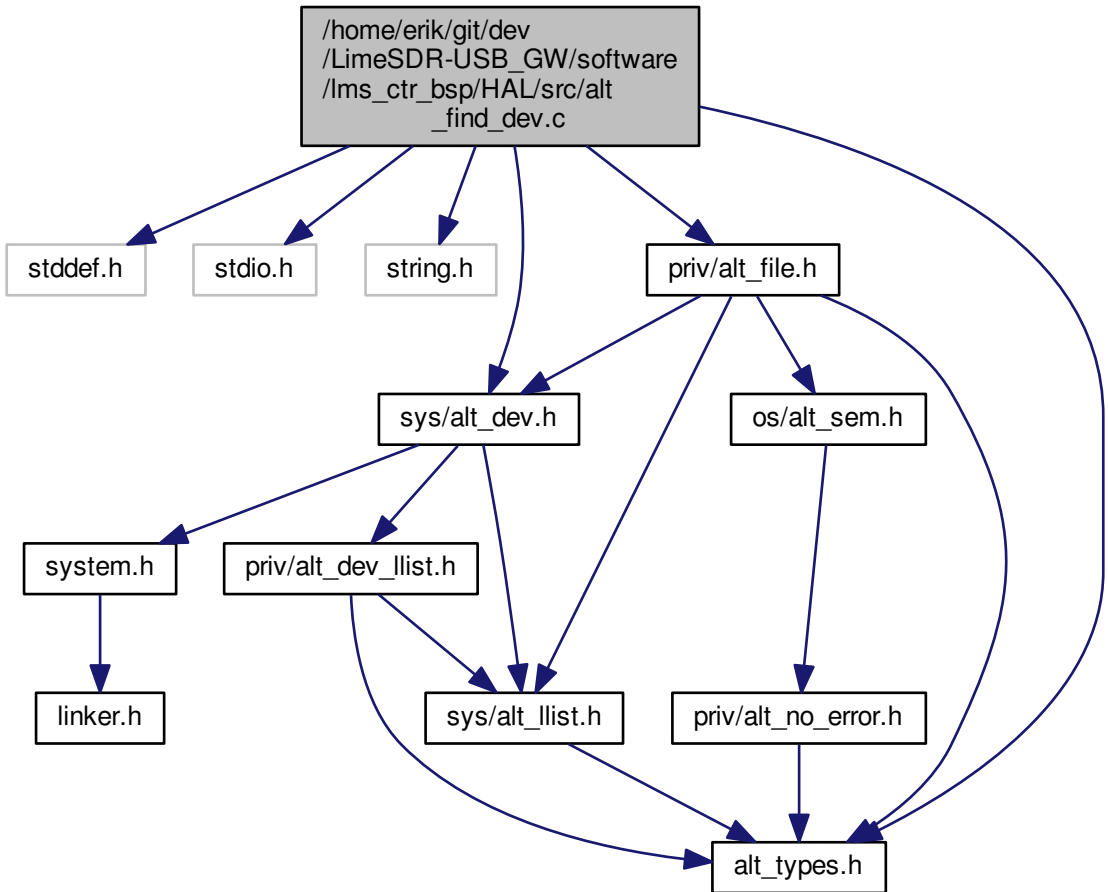 /home/erik/git/dev
/LimeSDR-USB_GW/software
/lms_ctr_bsp/HAL/src/alt
_find_dev.c
stddef.h
stdio.h
string.h
priv/alt_file.h
sys/alt_dev.h
os/alt_sem.h
system.h
priv/alt_dev_llist.h
linker.h
sys/alt_llist.h
priv/alt_no_error.h
alt_types.h